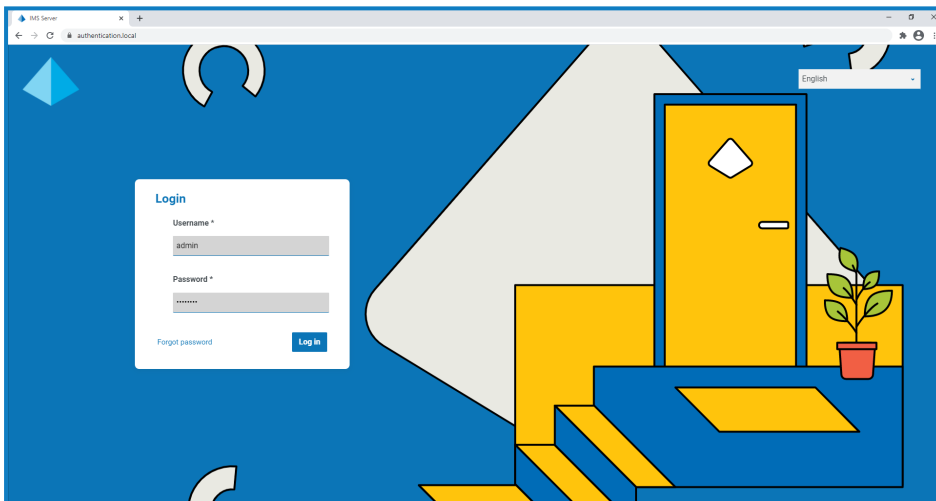 IMS Server
authentication.local
English
Login
Username *
admin
Password *
••••••••
Forgot password
Log in